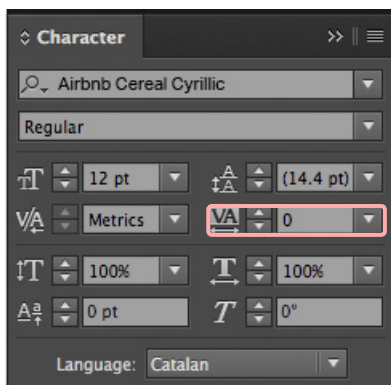 Character
Airbnb Cereal Cyrillic
Regular
12 pt (14.4 pt)
Metrics 0
100% 100%
0 pt 0°
Language: Catalan